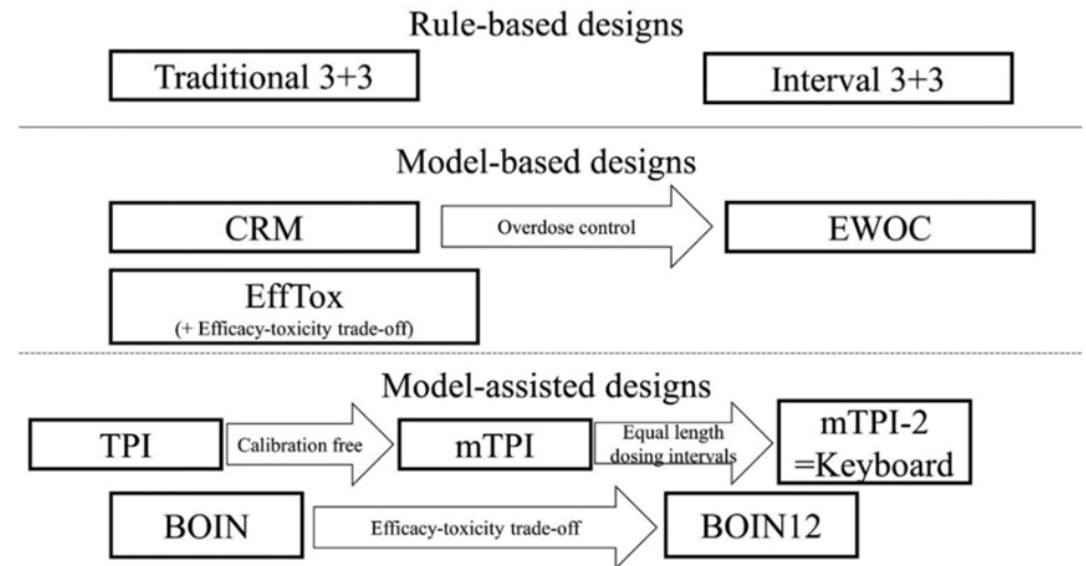 Rule-based designs
Traditional 3+3
Interval 3+3
Model-based designs
CRM
Overdose control
EWOC
EffTox
(+ Efficacy-toxicity trade-off)
Model-assisted designs
TPI
Calibration free
mTPI
Equal length
dosing intervals
mTPI-2
=Keyboard
BOIN
Efficacy-toxicity trade-off
BOIN12